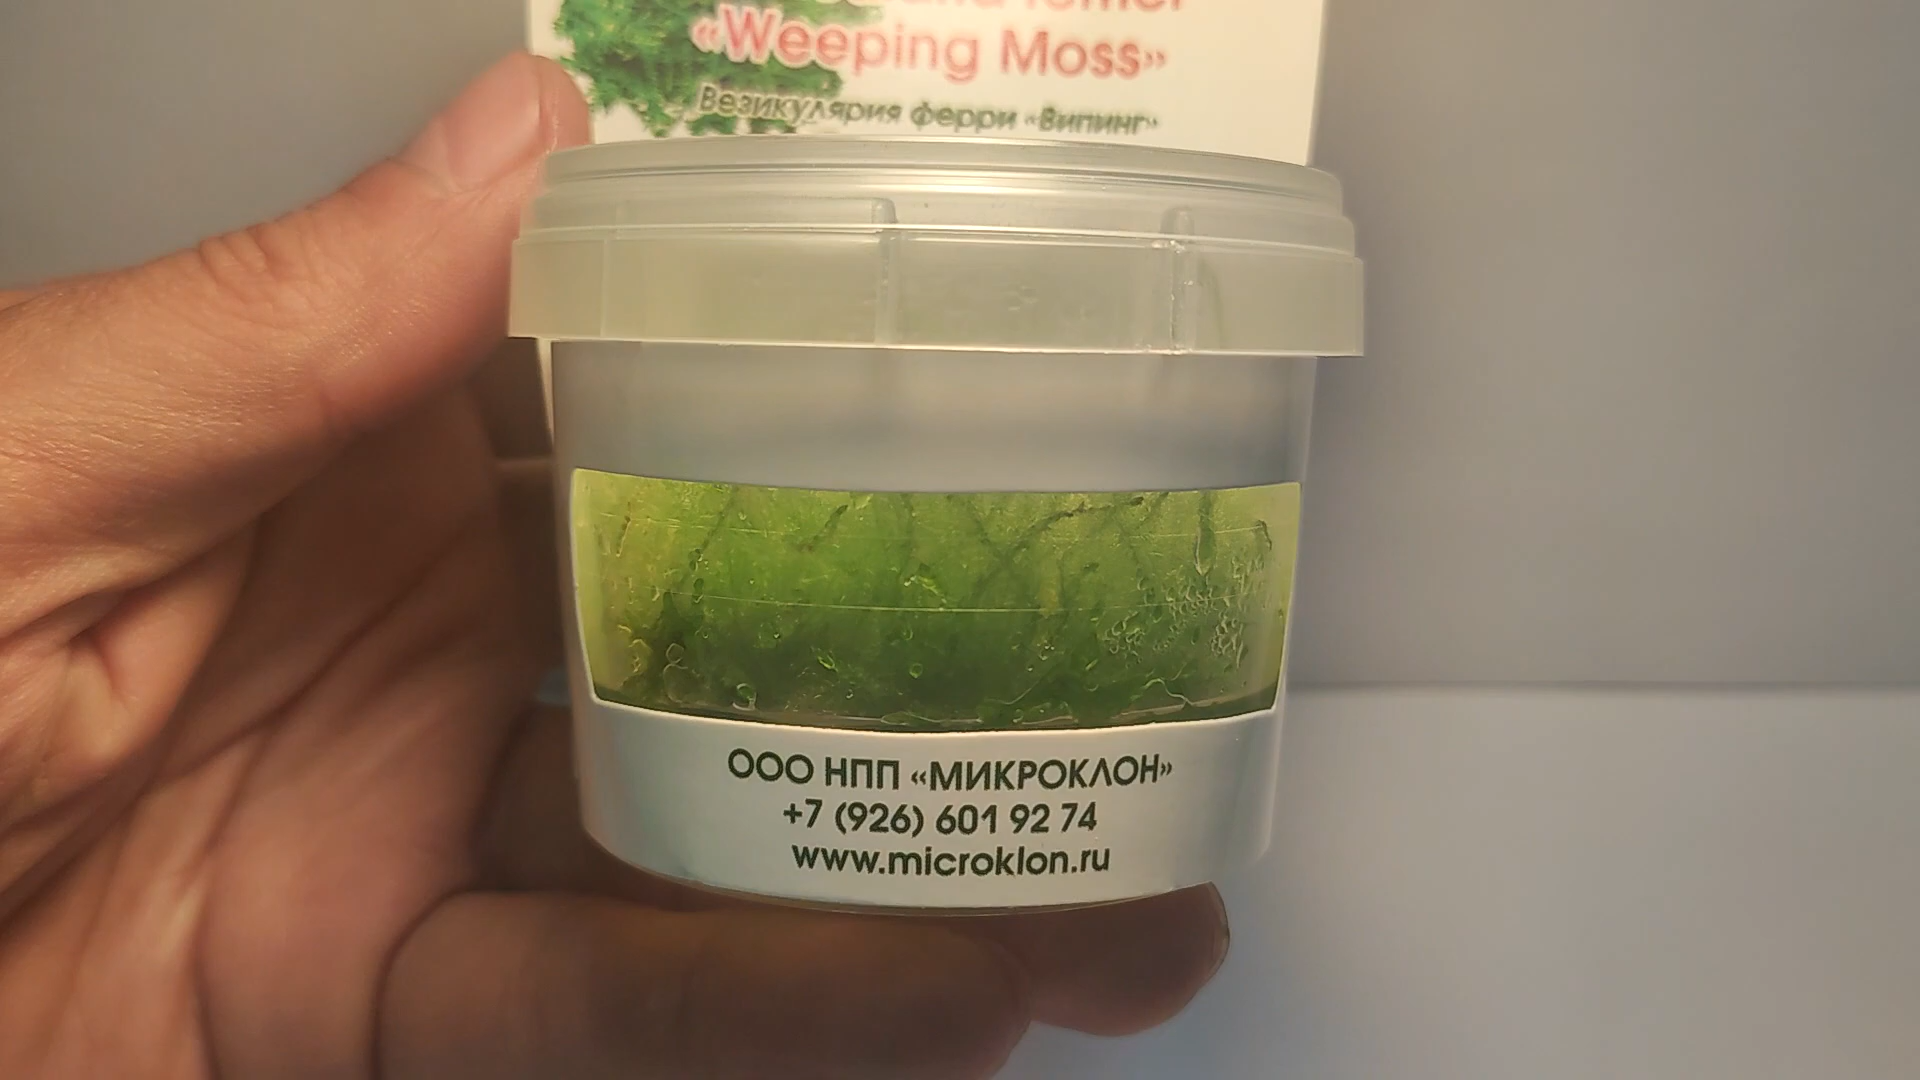 «Weeping Moss»
Везикулярия ферри «Випинг»
ООО НПП «МИКРОКЛОН»
+7 (926) 601 92 74
www.microklon.ru